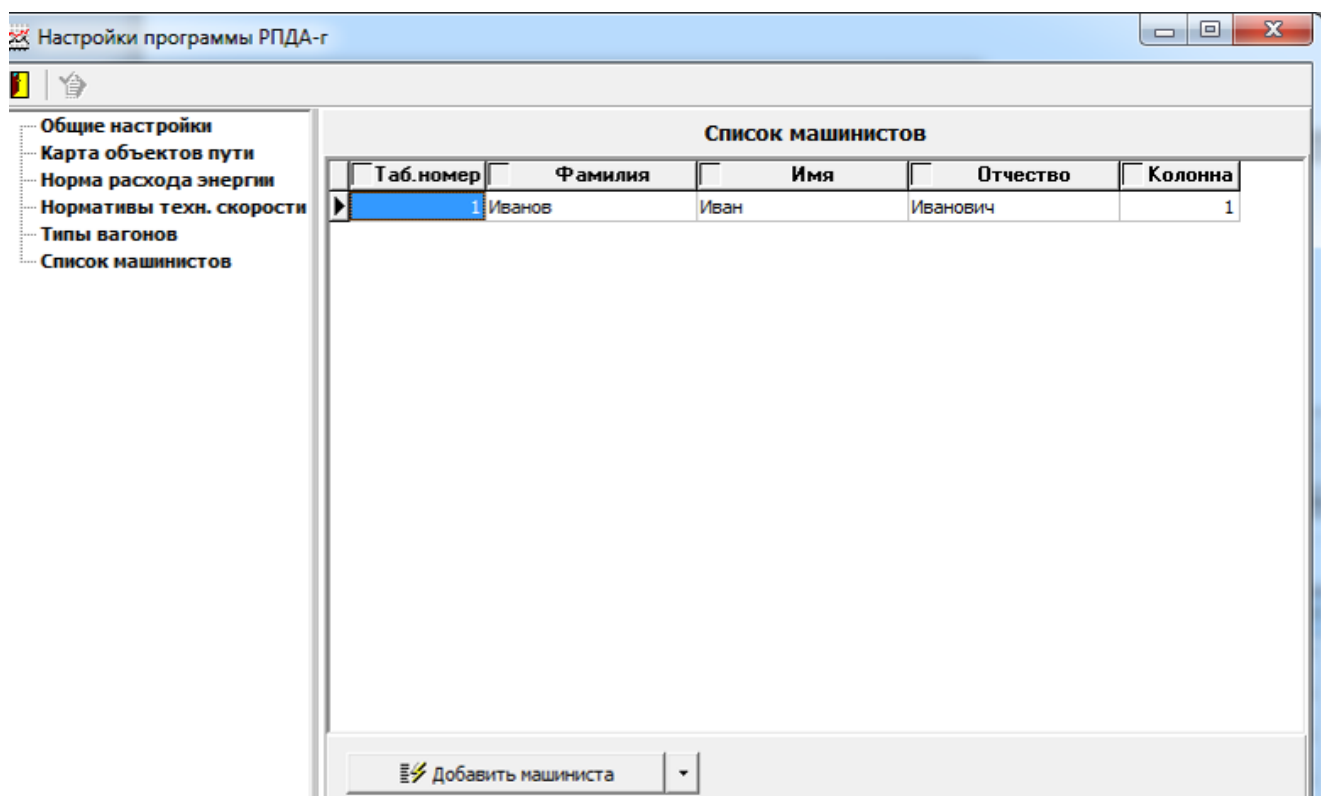 Настройки программы РПДА-г
Общие настройки
Карта объектов пути
Норма расхода энергии
Нормативы техн. скорости
Типы вагонов
Список машинистов
Список машинистов
Таб.номер Фамилия Имя Отчество Колонна
1 Иванов Иван Иванович 1
Добавить машиниста